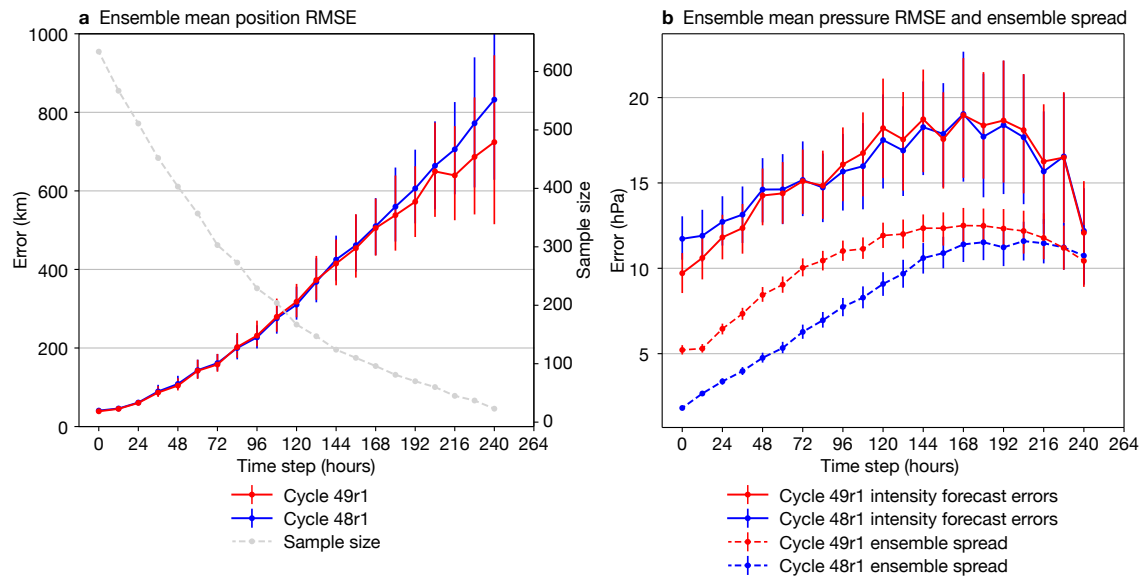 a Ensemble mean position RMSE
1000
800
600
400
200
0
Error (km)
600
500
400
300
200
100
0
Sample size
0 24 48 72 96 120 144 168 192 216 240 264
Time step (hours)
Cycle 49r1
Cycle 48r1
Sample size
b Ensemble mean pressure RMSE and ensemble spread
20
15
10
5
Error (hPa)
0 24 48 72 96 120 144 168 192 216 240 264
Time step (hours)
Cycle 49r1 intensity forecast errors
Cycle 48r1 intensity forecast errors
Cycle 49r1 ensemble spread
Cycle 48r1 ensemble spread